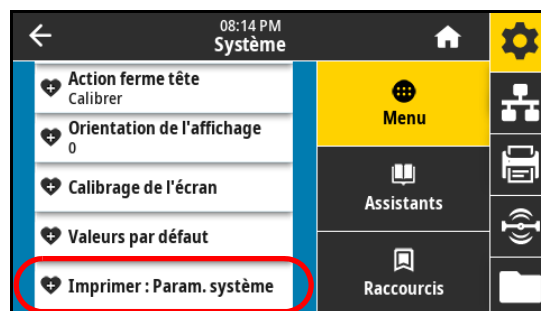 08:14 PM
Système
Action ferme tête
Calibrer
Orientation de l'affichage
0
Calibrage de l'écran
Valeurs par défaut
Imprimer : Param. système
Menu
Assistants
Raccourcis